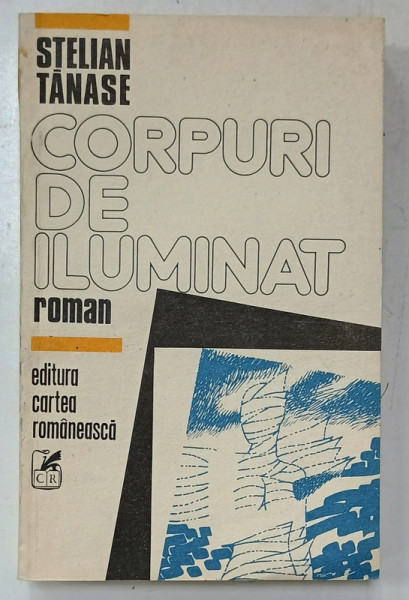 STELIAN
TĂNASE
CORPURI
DE
ILUMINAT
roman
editura
cartea
românească
CR